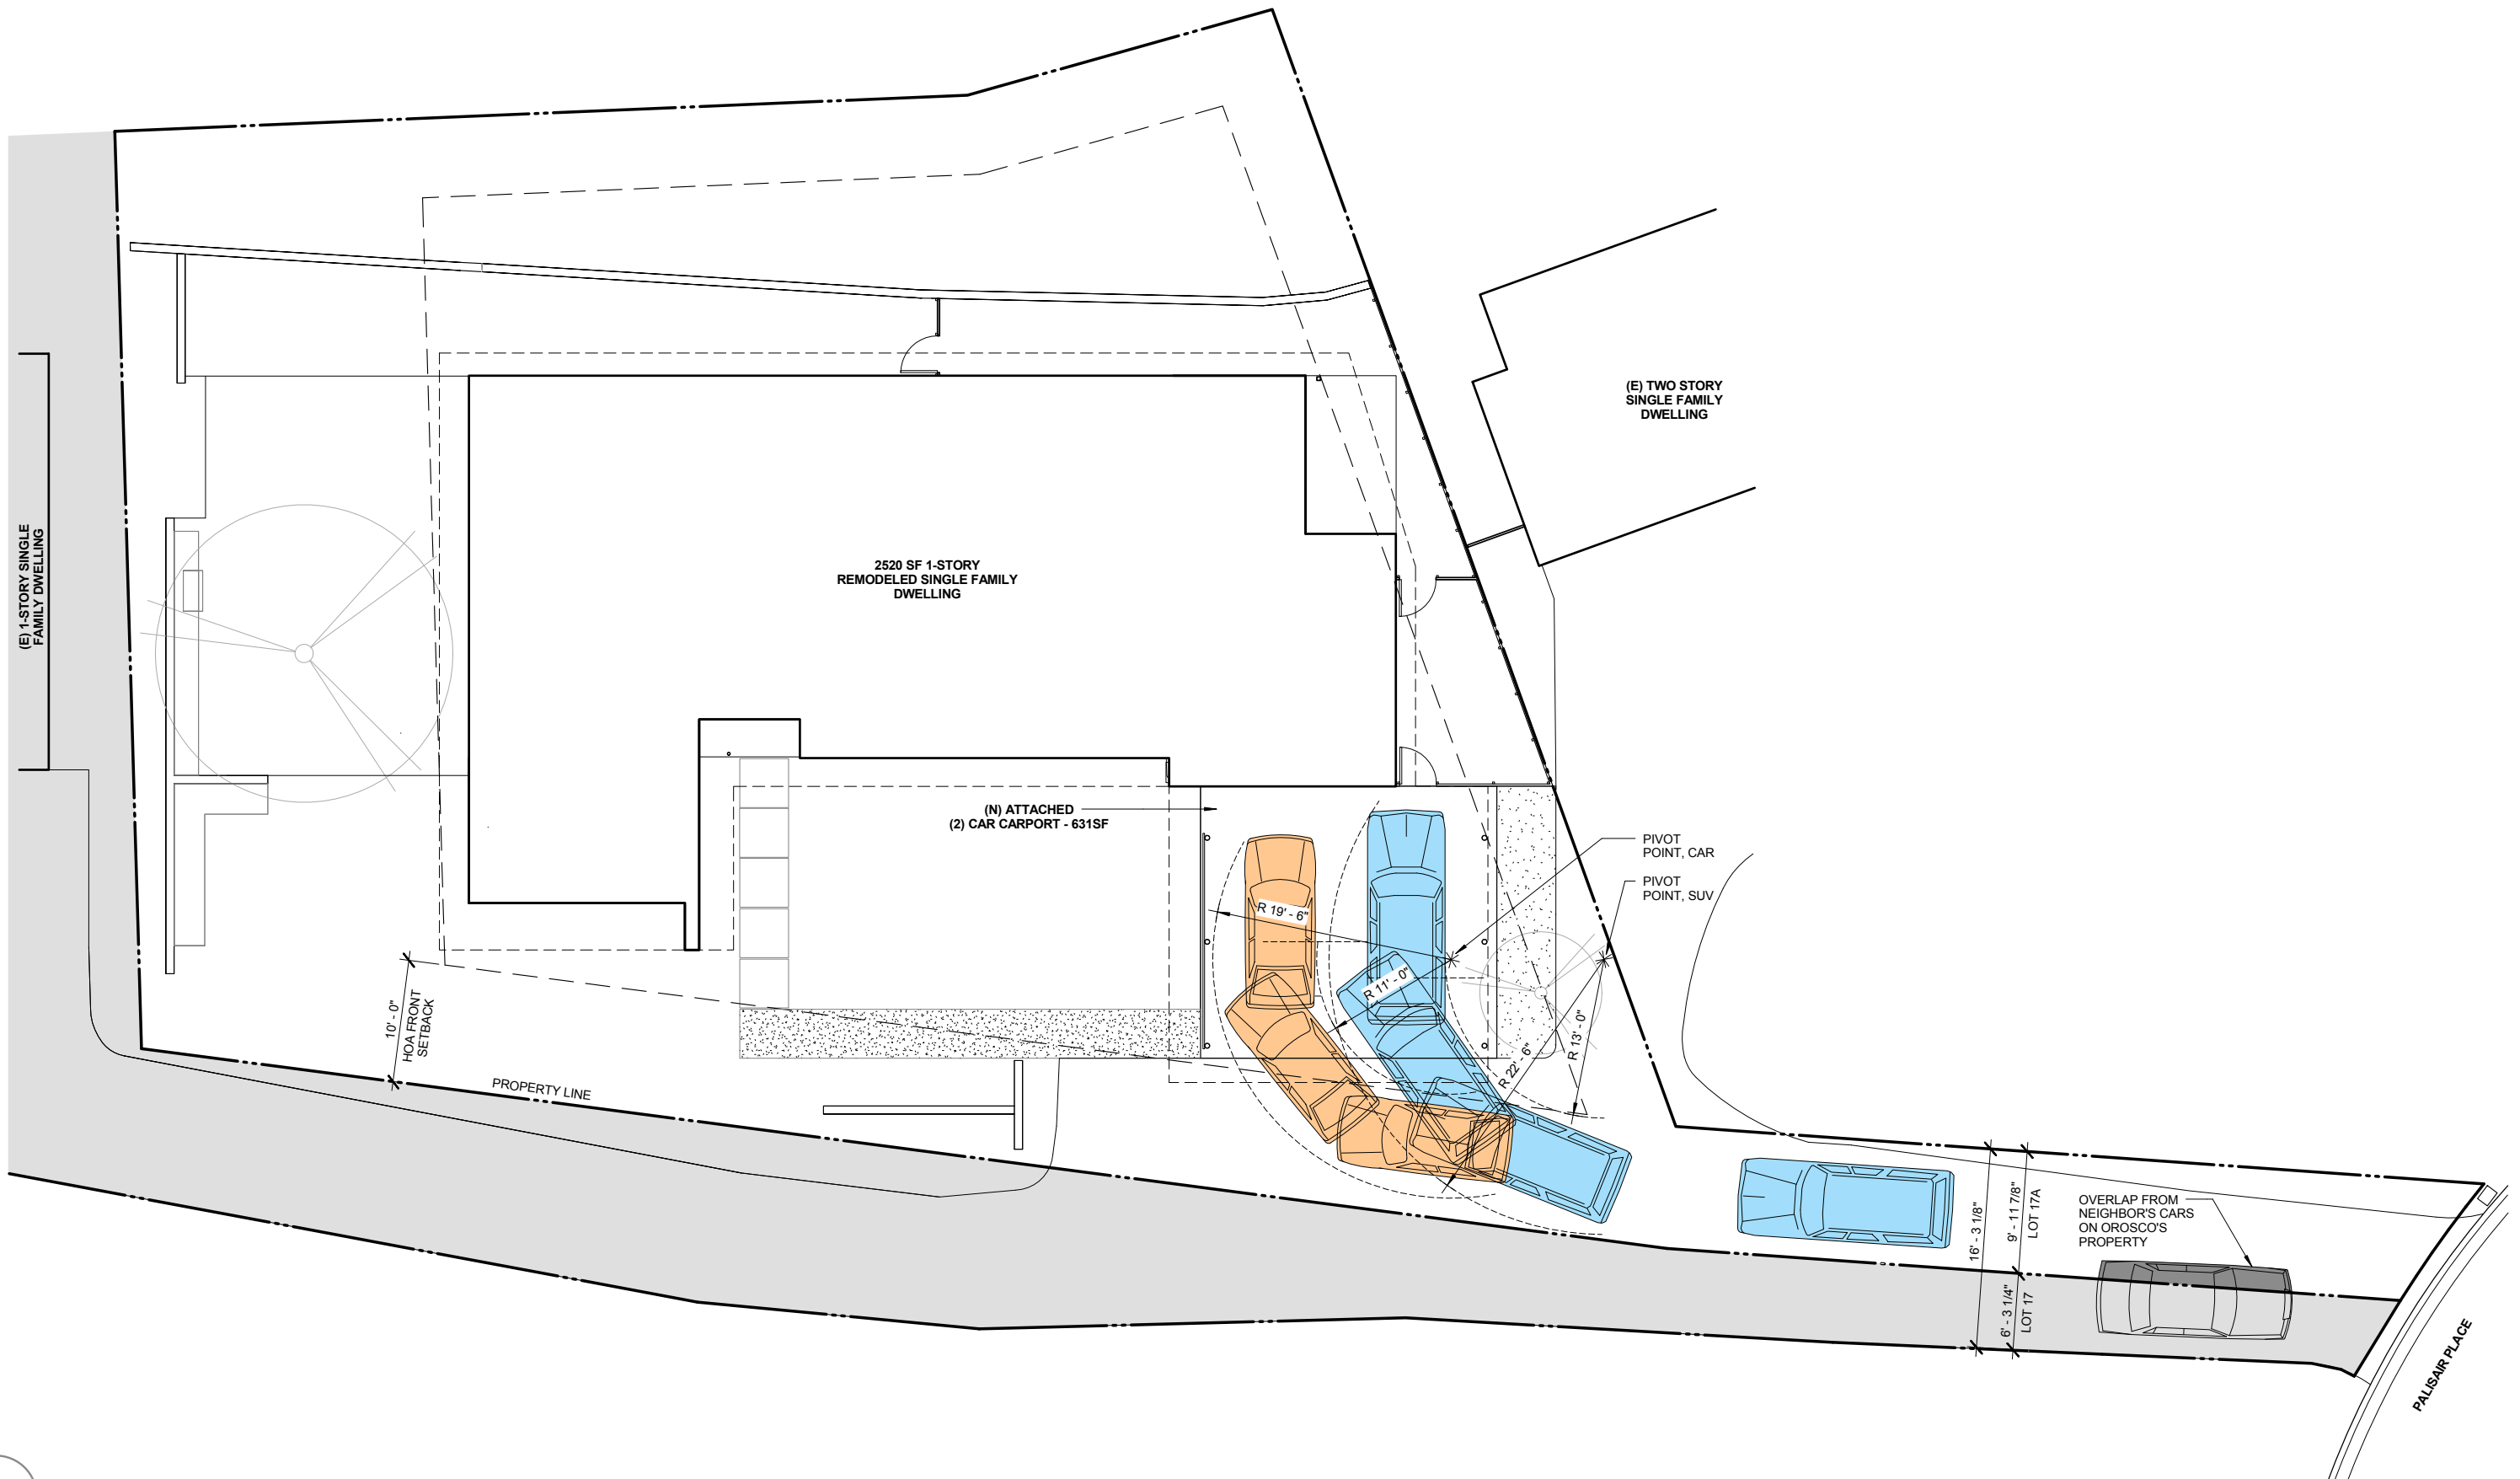 (E) TWO STORY
SINGLE FAMILY
DWELLING
(E) 1-STORY SINGLE
FAMILY DWELLING
2520 SF 1-STORY
REMODELED SINGLE FAMILY
DWELLING
(N) ATTACHED
(2) CAR CARPORT - 631SF
PIVOT
POINT, CAR
PIVOT
POINT, SUV
R 19' - 6"
R 11' - 0"
R 22' - 6"
R 13' - 0"
10' - 0"
HOA FRONT
SETBACK
PROPERTY LINE
16' - 3 1/8"
9' - 11 7/8"
LOT 17A
6' - 3 1/4"
LOT 17
OVERLAP FROM
NEIGHBOR'S CARS
ON OROSCO'S
PROPERTY
PALISAIR PLACE